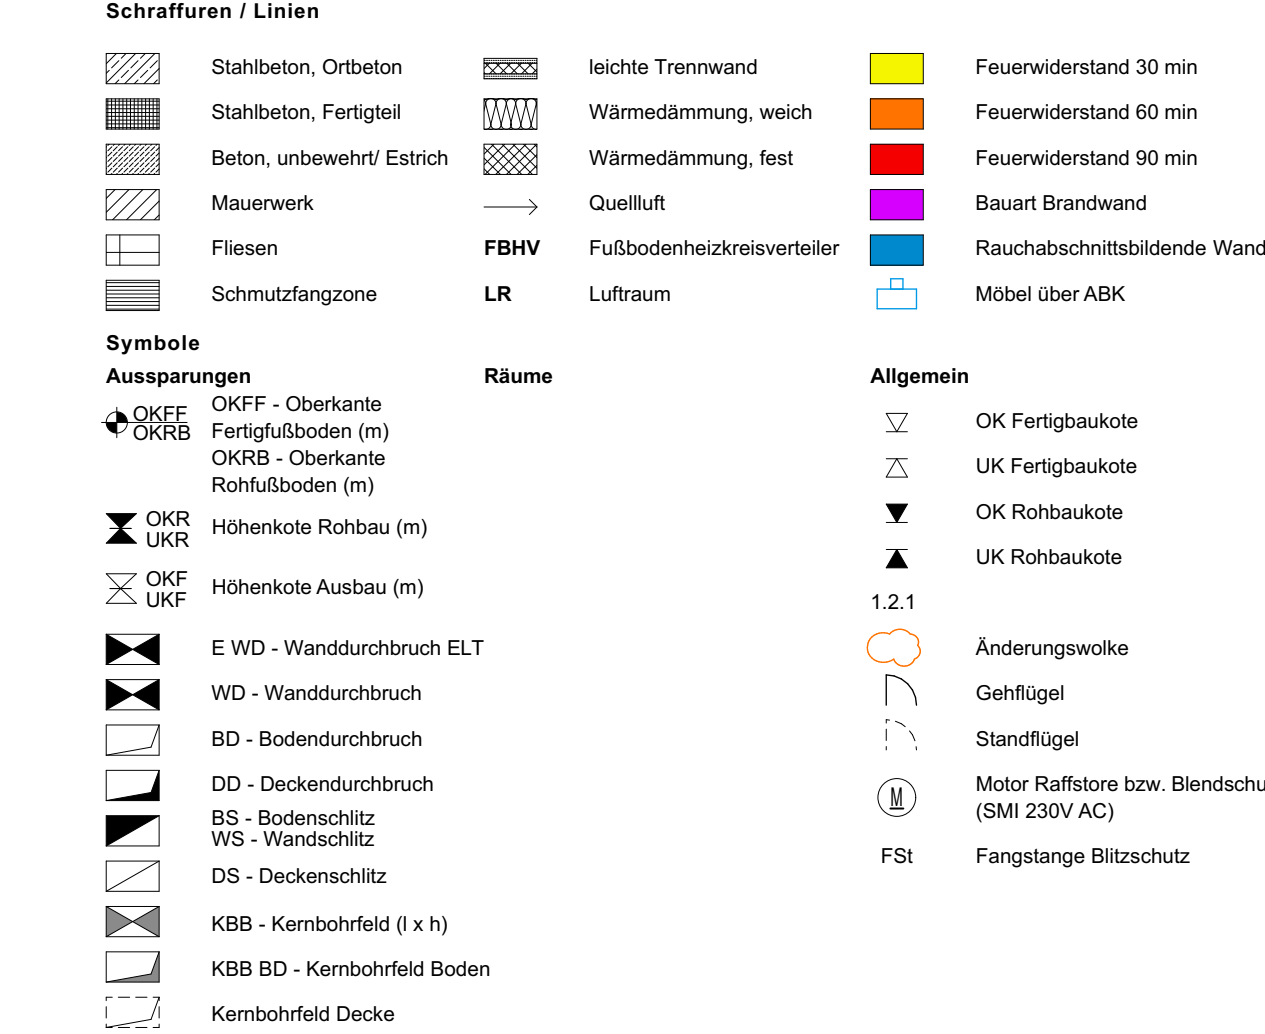 Schraffuren / Linien
Stahlbeton, Ortbeton
Stahlbeton, Fertigteil
Beton, unbewehrt/ Estrich
Mauerwerk
Fliesen
Schmutzfangzone
leichte Trennwand
Wärmedämmung, weich
Wärmedämmung, fest
Quellluft
FBHV Fußbodenheizkreisverteiler
LR Luftraum
Feuerwiderstand 30 min
Feuerwiderstand 60 min
Feuerwiderstand 90 min
Bauart Brandwand
Rauchabschnittsbildende Wand
Möbel über ABK
Symbole
Aussparungen
OKFF
OKRB
OKFF - Oberkante
Fertigfußboden (m)
OKRB - Oberkante
Rohfußboden (m)
OKR
UKR
Höhenkote Rohbau (m)
OKF
UKF
Höhenkote Ausbau (m)
E WD - Wanddurchbruch ELT
WD - Wanddurchbruch
BD - Bodendurchbruch
DD - Deckendurchbruch
BS - Bodenschlitz
WS - Wandschlitz
DS - Deckenschlitz
KBB - Kernbohrfeld (l x h)
KBB BD - Kernbohrfeld Boden
Kernbohrfeld Decke
Räume
Allgemein
OK Fertigbaukote
UK Fertigbaukote
OK Rohbaukote
UK Rohbaukote
1.2.1
Änderungswolke
Gehflügel
Standflügel
M
Motor Raffstore bzw. Blendschu
(SMI 230V AC)
FSt Fangstange Blitzschutz